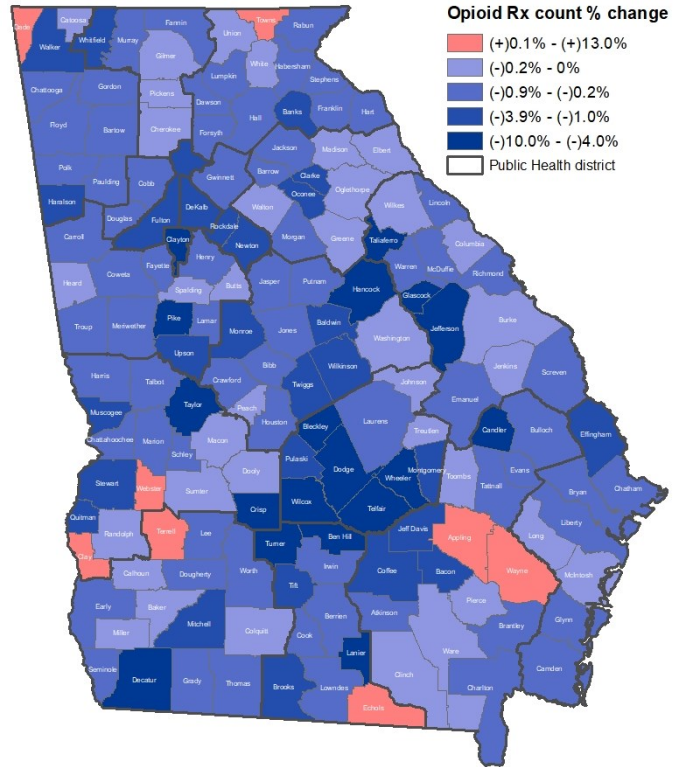 Opioid Rx count % change
(+)0.1% - (+)13.0%
(-)0.2% - 0%
(-)0.9% - (-)0.2%
(-)3.9% - (-)1.0%
(-)10.0% - (-)4.0%
Public Health district
Dade
Catoosa
Fannin
Towns
Union
Rabun
Walker
Whitfield
Murray
Gilmer
White
Habersham
Lumpkin
Stephens
Chattooga
Gordon
Pickens
Dawson
Banks
Franklin
Hart
Hall
Floyd
Bartow
Cherokee
Forsyth
Jackson
Madison
Elbert
Polk
Paulding
Cobb
Gwinnett
Barrow
Clarke
Oconee
Oglethorpe
Haralson
Douglas
Fulton
DeKalb
Rockdale
Walton
Wilkes
Lincoln
Carroll
Clayton
Newton
Morgan
Greene
Taliaferro
Columbia
Fayette
Henry
Warren
McDuffie
Richmond
Heard
Coweta
Spalding
Butts
Jasper
Putnam
Hancock
Glascock
Troup
Meriwether
Pike
Lamar
Monroe
Jones
Baldwin
Washington
Jefferson
Burke
Upson
Harris
Talbot
Crawford
Bibb
Twiggs
Wilkinson
Johnson
Jenkins
Screven
Muscogee
Taylor
Peach
Houston
Laurens
Emanuel
Chattahoochee
Marion
Macon
Bleckley
Treutlen
Candler
Bulloch
Effingham
Schley
Dooly
Pulaski
Dodge
Wheeler
Montgomery
Toombs
Tattnall
Evans
Stewart
Webster
Sumter
Crisp
Wilcox
Telfair
Bryan
Chatham
Quitman
Randolph
Terrell
Lee
Turner
Ben Hill
Jeff Davis
Appling
Long
Liberty
Clay
Calhoun
Dougherty
Worth
Irwin
Coffee
Bacon
Wayne
McIntosh
Early
Baker
Mitchell
Tift
Atkinson
Pierce
Brantley
Glynn
Miller
Colquitt
Cook
Berrien
Ware
Seminole
Decatur
Grady
Thomas
Brooks
Lanier
Lowndes
Clinch
Charlton
Camden
Echols